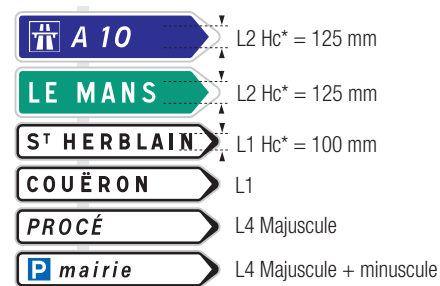 A 10 L2 Hc* = 125 mm
LE MANS L2 Hc* = 125 mm
Sᵀ HERBLAIN L1 Hc* = 100 mm
COUËRON L1
PROCÉ L4 Majuscule
P mairie L4 Majuscule + minuscule